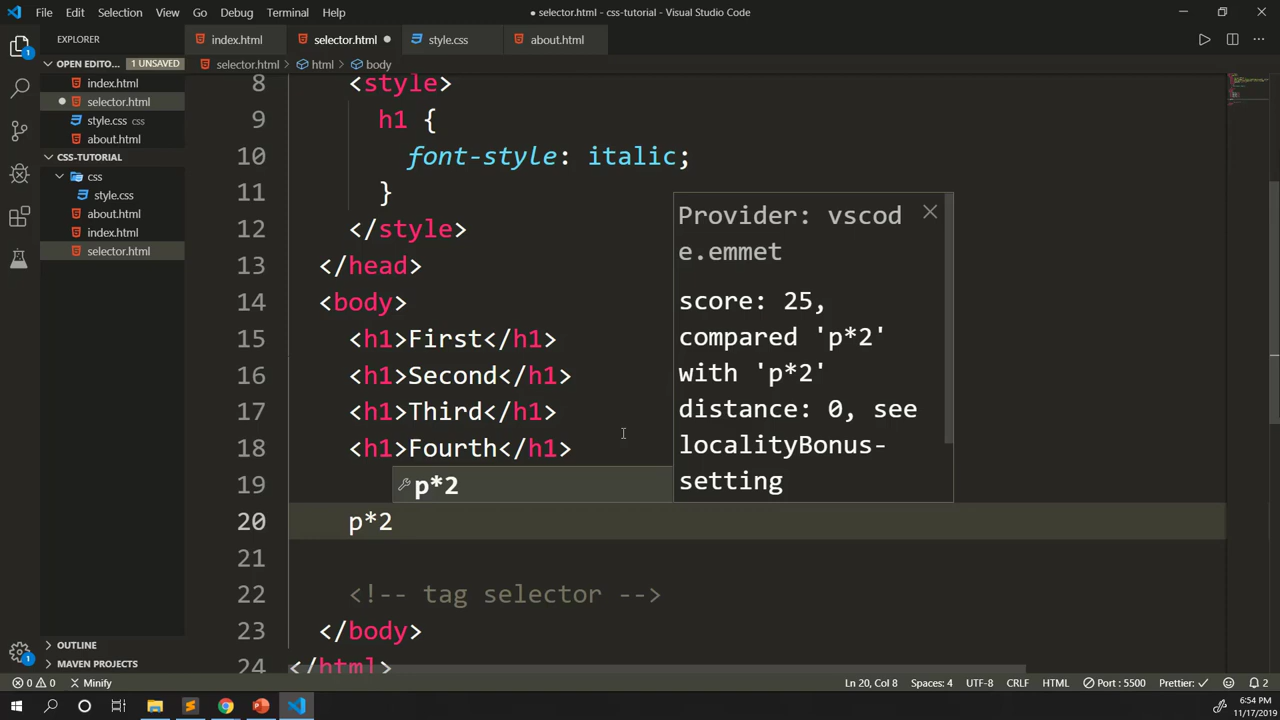 File Edit Selection View Go Debug Terminal Help
● selector.html - css-tutorial - Visual Studio Code
EXPLORER
index.html selector.html style.css about.html
OPEN EDITO... 1 UNSAVED
selector.html > html > body
index.html
selector.html
style.css css
about.html
CSS-TUTORIAL
css
style.css
about.html
index.html
selector.html
OUTLINE
MAVEN PROJECTS
8 <style>
9 h1 {
10 font-style: italic;
11 }
12 </style>
13 </head>
14 <body>
15 <h1>First</h1>
16 <h1>Second</h1>
17 <h1>Third</h1>
18 <h1>Fourth</h1>
19
20 p*2
21
22 <!-- tag selector -->
23 </body>
24 </html>
p*2
Provider: vscod
e.emmet
score: 25,
compared 'p*2'
with 'p*2'
distance: 0, see
localityBonus-
setting
1
1
0 0 Minify Ln 20, Col 8 Spaces: 4 UTF-8 CRLF HTML Port : 5500 Prettier: ✓ 2
6:54 PM
11/17/2019